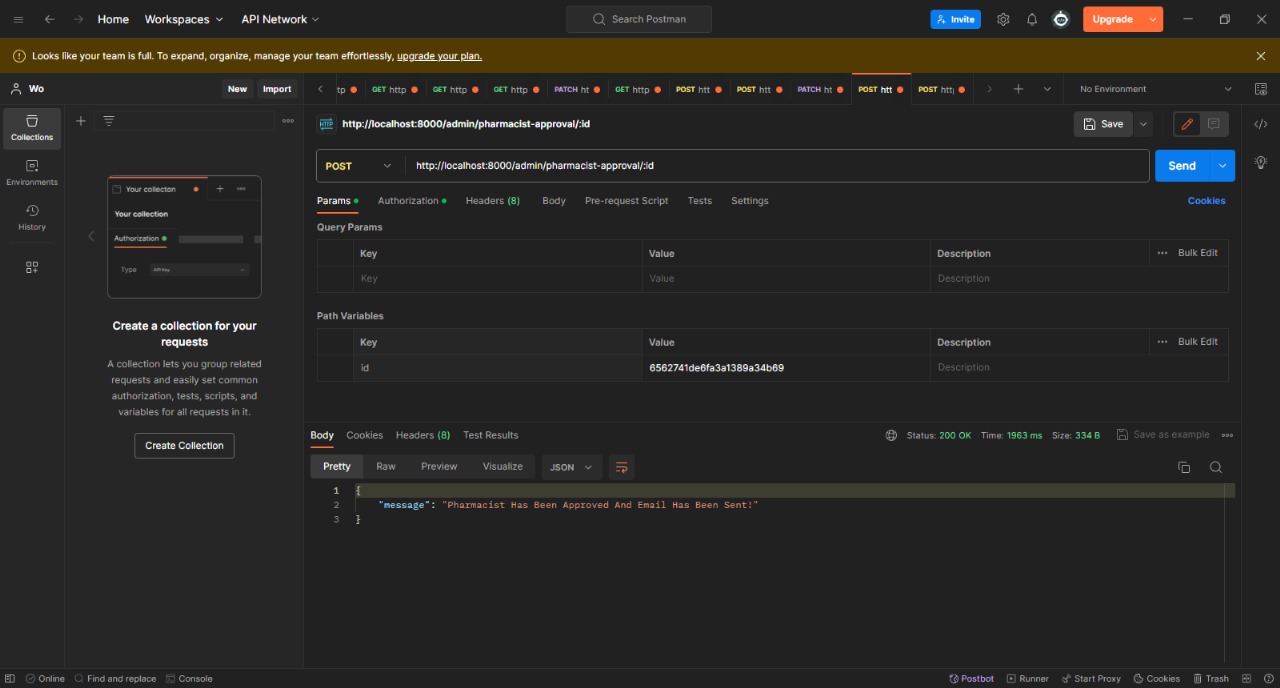 Home Workspaces API Network Search Postman Invite Upgrade
Looks like your team is full. To expand, organize, manage your team effortlessly, upgrade your plan.
Wo New Import tp GET http GET http GET http PATCH ht GET http POST htt POST htt PATCH ht POST htt POST htt No Environment
Collections
Environments
History
Your collection
Your collection
Authorization
Type API Key
Create a collection for your
requests
A collection lets you group related
requests and easily set common
authorization, tests, scripts, and
variables for all requests in it.
Create Collection
HTTP http://localhost:8000/admin/pharmacist-approval/:id Save
POST http://localhost:8000/admin/pharmacist-approval/:id Send
Params Authorization Headers (8) Body Pre-request Script Tests Settings Cookies
Query Params
Key Value Description Bulk Edit
Key Value Description
Path Variables
Key Value Description Bulk Edit
id 6562741de6fa3a1389a34b69 Description
Body Cookies Headers (8) Test Results Status: 200 OK Time: 1963 ms Size: 334 B Save as example
Pretty Raw Preview Visualize JSON
1 {
2 "message": "Pharmacist Has Been Approved And Email Has Been Sent!"
3 }
Online Find and replace Console Postbot Runner Start Proxy Cookies Trash